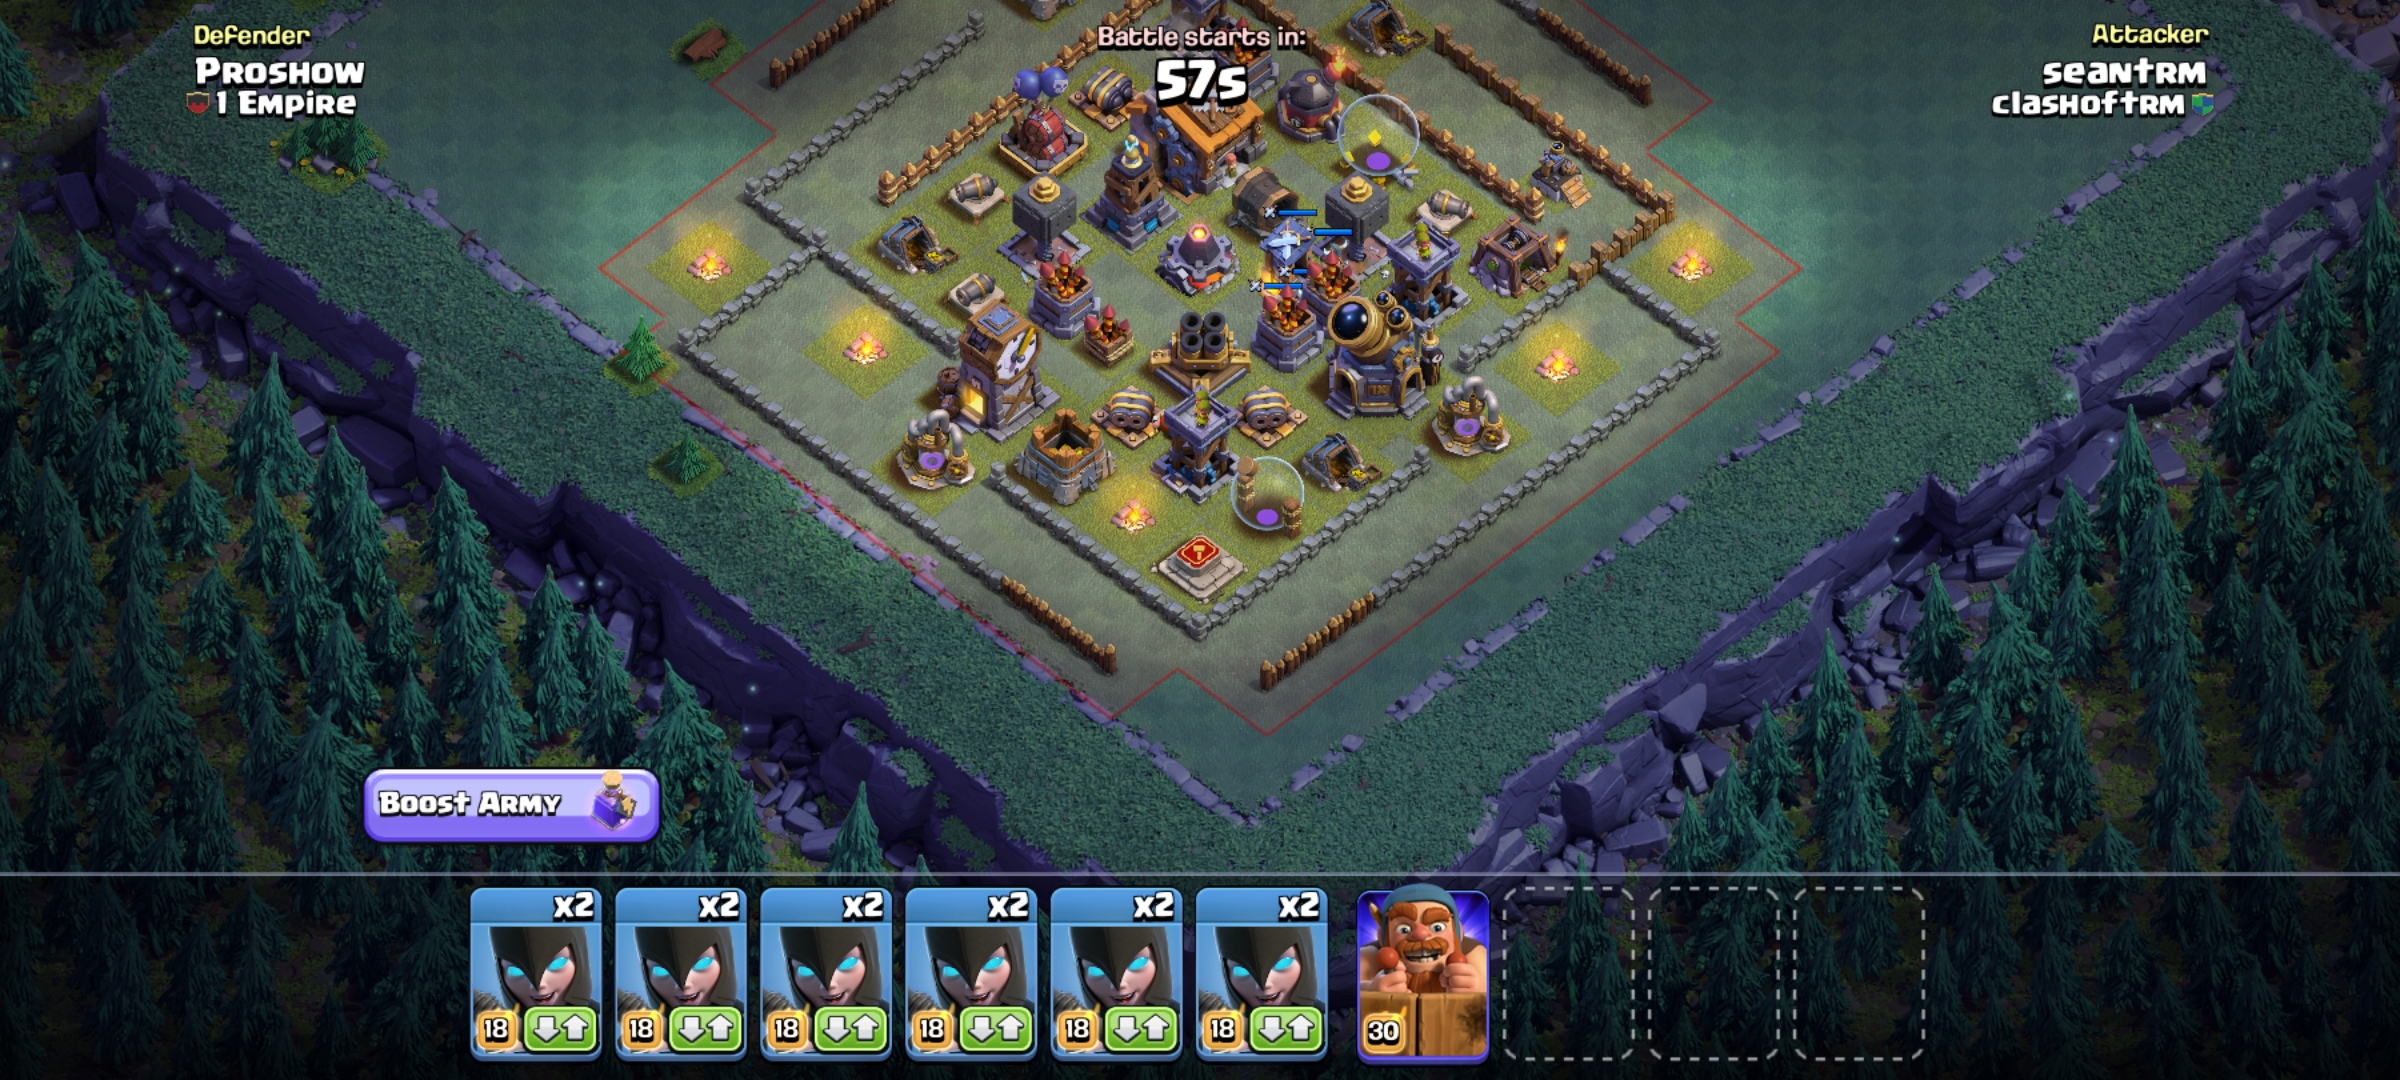 Defender
Proshow
1 Empire
Battle starts in:
57s
Attacker
seantrm
clashoftrm
Boost Army
x2
x2
x2
x2
x2
x2
18
18
18
18
18
18
30